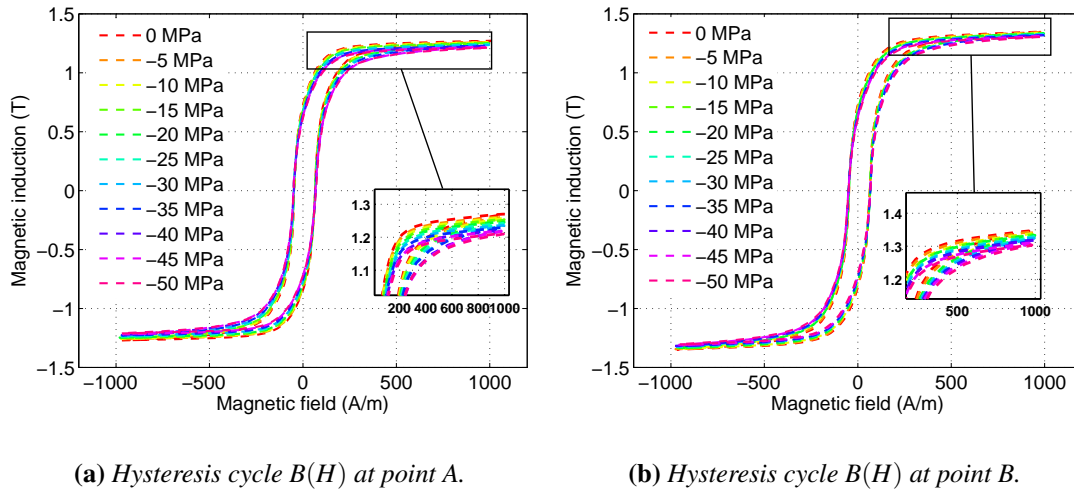 1.5
1
0.5
0
−0.5
−1
−1.5
Magnetic induction (T)
0 MPa
−5 MPa
−10 MPa
−15 MPa
−20 MPa
−25 MPa
−30 MPa
−35 MPa
−40 MPa
−45 MPa
−50 MPa
1.3
1.2
1.1
200 400 600 800 1000
−1000 −500 0 500 1000
Magnetic field (A/m)
(a) Hysteresis cycle B(H) at point A.
1.5
1
0.5
0
−0.5
−1
−1.5
Magnetic induction (T)
0 MPa
−5 MPa
−10 MPa
−15 MPa
−20 MPa
−25 MPa
−30 MPa
−35 MPa
−40 MPa
−45 MPa
−50 MPa
1.4
1.3
1.2
500 1000
−1000 −500 0 500 1000
Magnetic field (A/m)
(b) Hysteresis cycle B(H) at point B.